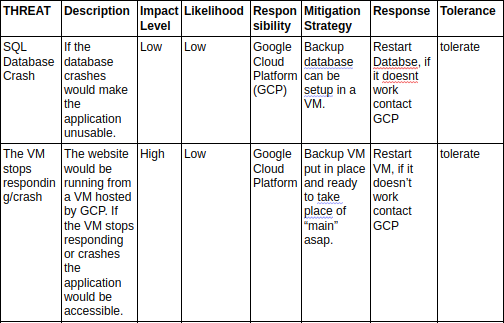 THREAT Description Impact Level Likelihood Respon sibility Mitigation Strategy Response Tolerance
SQL Database Crash
If the database crashes would make the application unusable.
Low
Low
Google Cloud Platform (GCP)
Backup database can be setup in a VM.
Restart Databse, if it doesnt work contact GCP
tolerate
The VM stops respondin g/crash
The website would be running from a VM hosted by GCP. If the VM stops responding or crashes the application would be accessible.
High
Low
Google Cloud Platform
Backup VM put in place and ready to take place of “main” asap.
Restart VM, if it doesn’t work contact GCP
tolerate